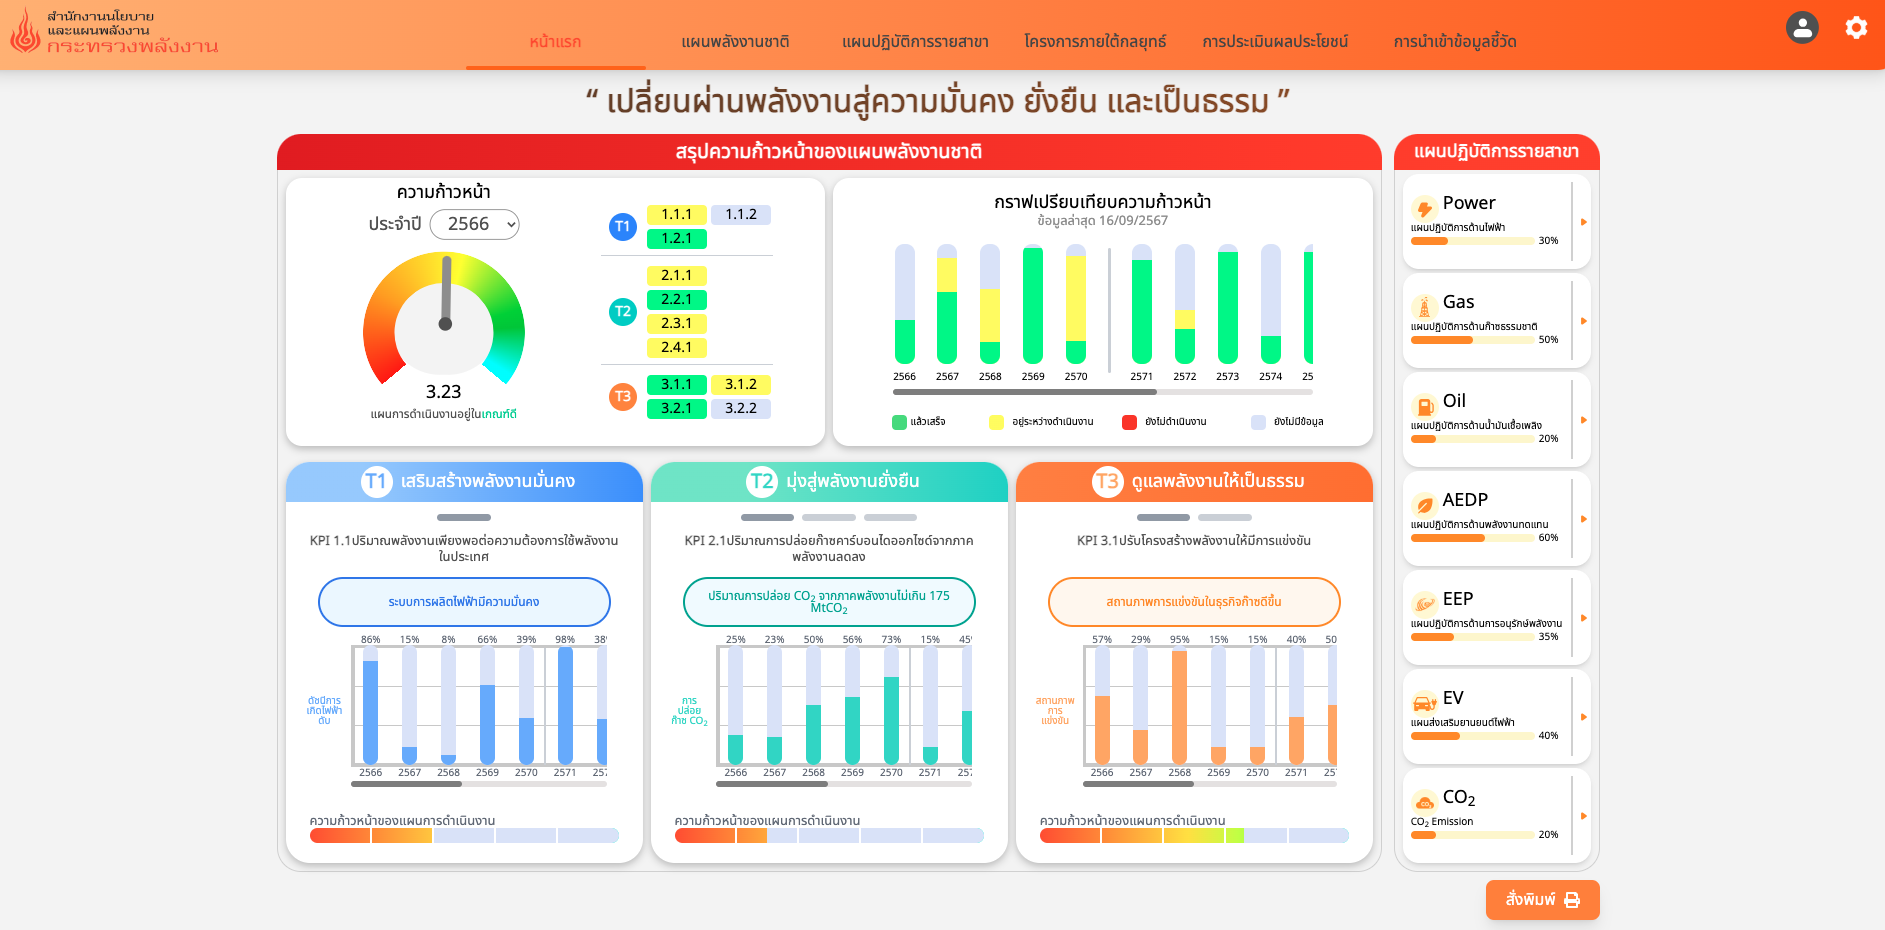 สำนักงานนโยบาย
และแผนพลังงาน
กระทรวงพลังงาน
หน้าแรก
แผนพลังงานชาติ
แผนปฏิบัติการรายสาขา
โครงการภายใต้กลยุทธ์
การประเมินผลประโยชน์
การนำเข้าข้อมูลชี้วัด
“ เปลี่ยนผ่านพลังงานสู่ความมั่นคง ยั่งยืน และเป็นธรรม ”
สรุปความก้าวหน้าของแผนพลังงานชาติ
ความก้าวหน้า
ประจำปี 2566
3.23
แผนการดำเนินงานอยู่ในเกณฑ์ดี
T1
1.1.1 1.1.2
1.2.1
T2
2.1.1
2.2.1
2.3.1
2.4.1
T3
3.1.1 3.1.2
3.2.1 3.2.2
กราฟเปรียบเทียบความก้าวหน้า
ข้อมูลล่าสุด 16/09/2567
2566 2567 2568 2569 2570 2571 2572 2573 2574 25
แล้วเสร็จ อยู่ระหว่างดำเนินงาน ยังไม่ดำเนินงาน ยังไม่มีข้อมูล
T1 เสริมสร้างพลังงานมั่นคง
KPI 1.1ปริมาณพลังงานเพียงพอต่อความต้องการใช้พลังงาน
ในประเทศ
ระบบการผลิตไฟฟ้ามีความมั่นคง
86% 15% 8% 66% 39% 98% 38
ดัชนีการ
เกิดไฟฟ้า
ดับ
2566 2567 2568 2569 2570 2571 257
ความก้าวหน้าของแผนการดำเนินงาน
T2 มุ่งสู่พลังงานยั่งยืน
KPI 2.1ปริมาณการปล่อยก๊าซคาร์บอนไดออกไซด์จากภาค
พลังงานลดลง
ปริมาณการปล่อย CO₂ จากภาคพลังงานไม่เกิน 175
MtCO₂
25% 23% 50% 56% 73% 15% 45
การ
ปล่อย
ก๊าซ CO₂
2566 2567 2568 2569 2570 2571 257
ความก้าวหน้าของแผนการดำเนินงาน
T3 ดูแลพลังงานให้เป็นธรรม
KPI 3.1ปรับโครงสร้างพลังงานให้มีการแข่งขัน
สถานภาพการแข่งขันในธุรกิจก๊าซดีขึ้น
57% 29% 95% 15% 15% 40% 50
สถานภาพ
การ
แข่งขัน
2566 2567 2568 2569 2570 2571 257
ความก้าวหน้าของแผนการดำเนินงาน
แผนปฏิบัติการรายสาขา
Power
แผนปฏิบัติการด้านไฟฟ้า
30%
Gas
แผนปฏิบัติการด้านก๊าซธรรมชาติ
50%
Oil
แผนปฏิบัติการด้านน้ำมันเชื้อเพลิง
20%
AEDP
แผนปฏิบัติการด้านพลังงานทดแทน
60%
EEP
แผนปฏิบัติการด้านการอนุรักษ์พลังงาน
35%
EV
แผนส่งเสริมยานยนต์ไฟฟ้า
40%
CO₂
CO₂ Emission
20%
สั่งพิมพ์